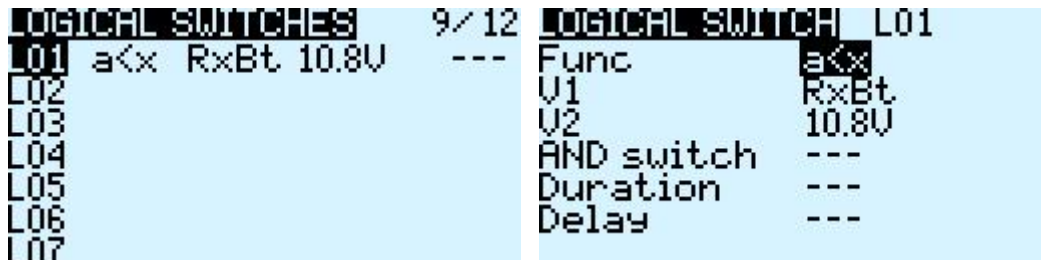 LOGICAL SWITCHES 9/12
L01 a<x RxBt 10.8V ---
L02
L03
L04
L05
L06
L07
LOGICAL SWITCH L01
Func a<x
V1 RxBt
V2 10.8V
AND switch ---
Duration ---
Delay ---